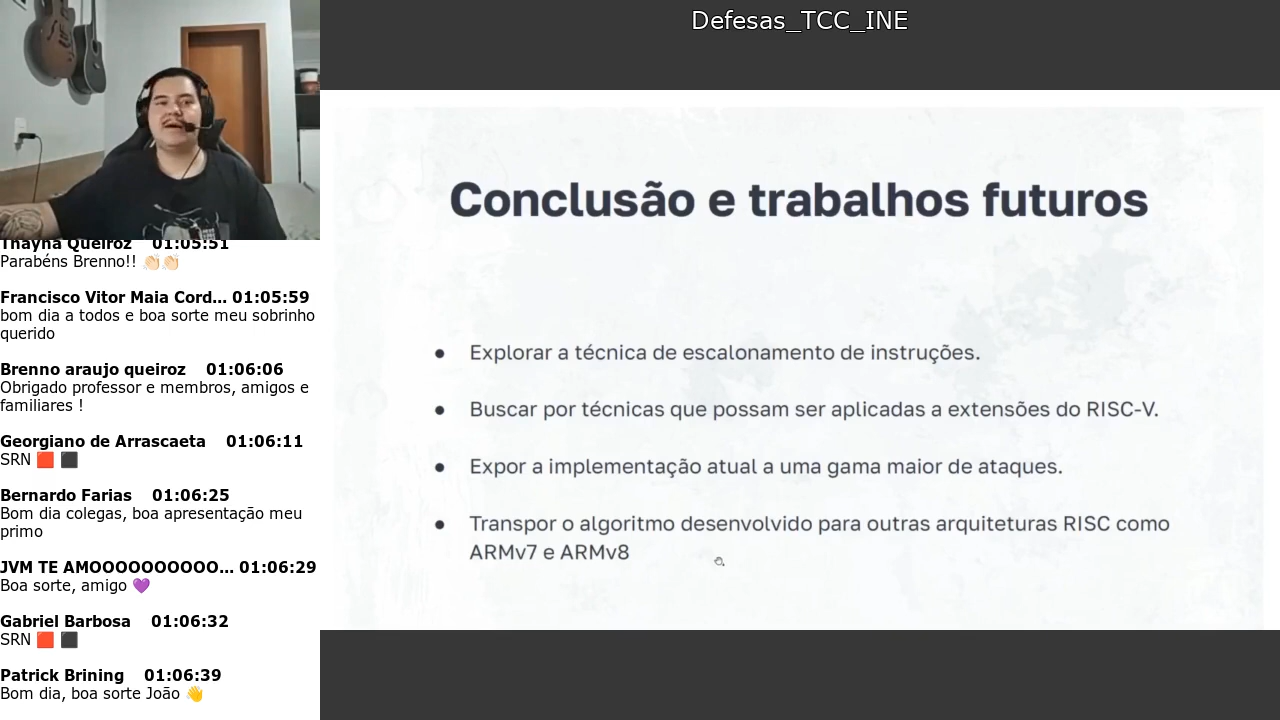 Defesas_TCC_INE
Conclusão e trabalhos futuros
● Explorar a técnica de escalonamento de instruções.
● Buscar por técnicas que possam ser aplicadas a extensões do RISC-V.
● Expor a implementação atual a uma gama maior de ataques.
● Transpor o algoritmo desenvolvido para outras arquiteturas RISC como
ARMv7 e ARMv8
Thayna Queiroz 01:05:51
Parabéns Brenno!! 👏🏻👏🏻
Francisco Vitor Maia Cord... 01:05:59
bom dia a todos e boa sorte meu sobrinho
querido
Brenno araujo queiroz 01:06:06
Obrigado professor e membros, amigos e
familiares !
Georgiano de Arrascaeta 01:06:11
SRN 🟥 ⬛
Bernardo Farias 01:06:25
Bom dia colegas, boa apresentação meu
primo
JVM TE AMOOOOOOOOOO... 01:06:29
Boa sorte, amigo 💜
Gabriel Barbosa 01:06:32
SRN 🟥 ⬛
Patrick Brining 01:06:39
Bom dia, boa sorte João 👋